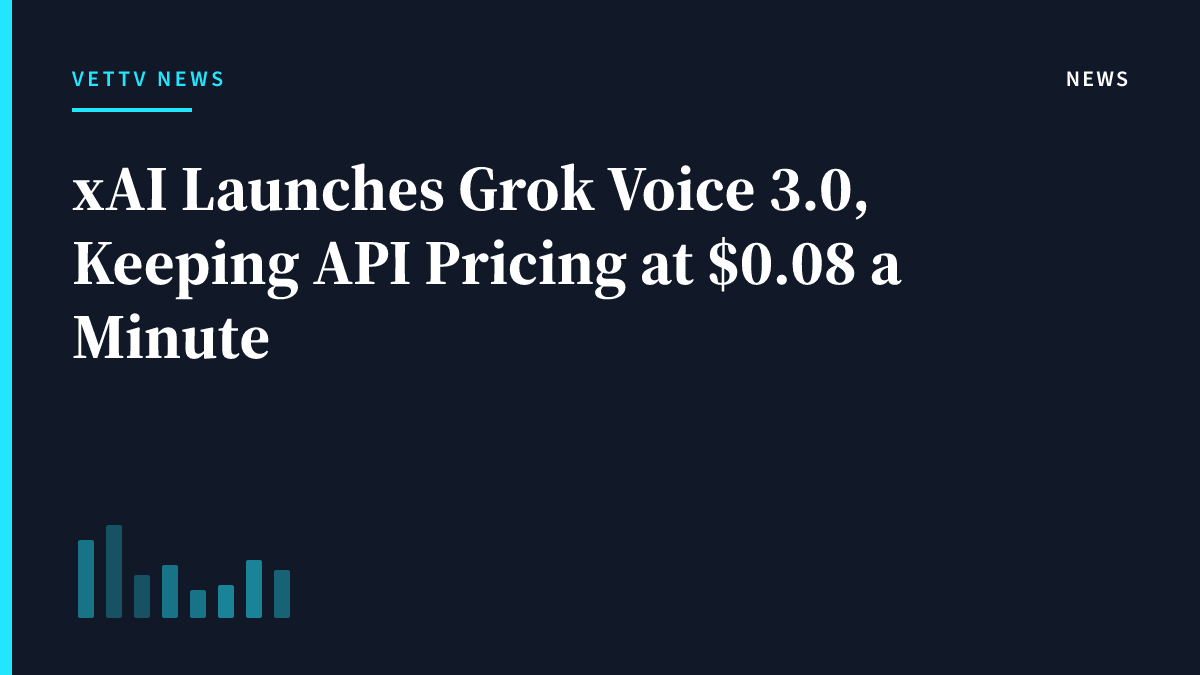 VETTV NEWS
NEWS
xAI Launches Grok Voice 3.0,
Keeping API Pricing at $0.08 a
Minute